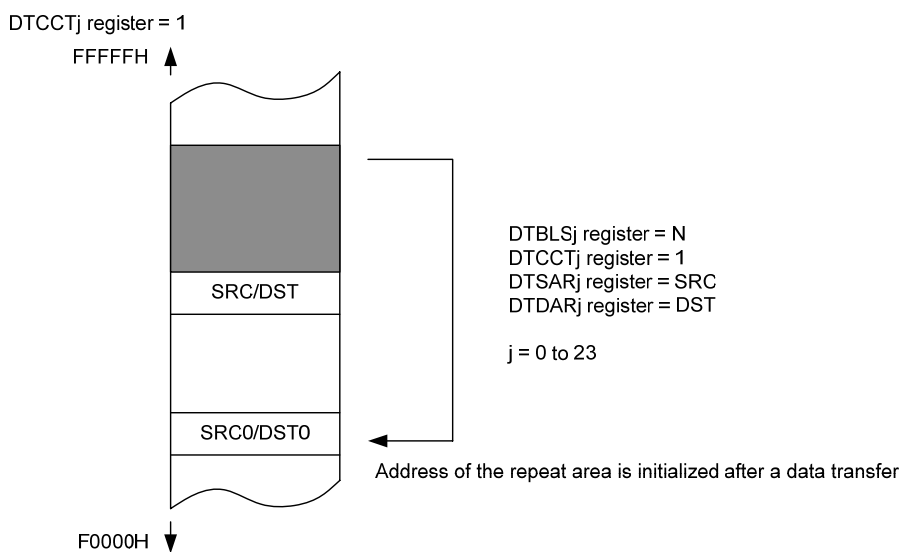 DTCCTj register = 1
FFFFFH
SRC/DST
SRC0/DST0
F0000H
DTBLSj register = N
DTCCTj register = 1
DTSARj register = SRC
DTDARj register = DST
j = 0 to 23
Address of the repeat area is initialized after a data transfer